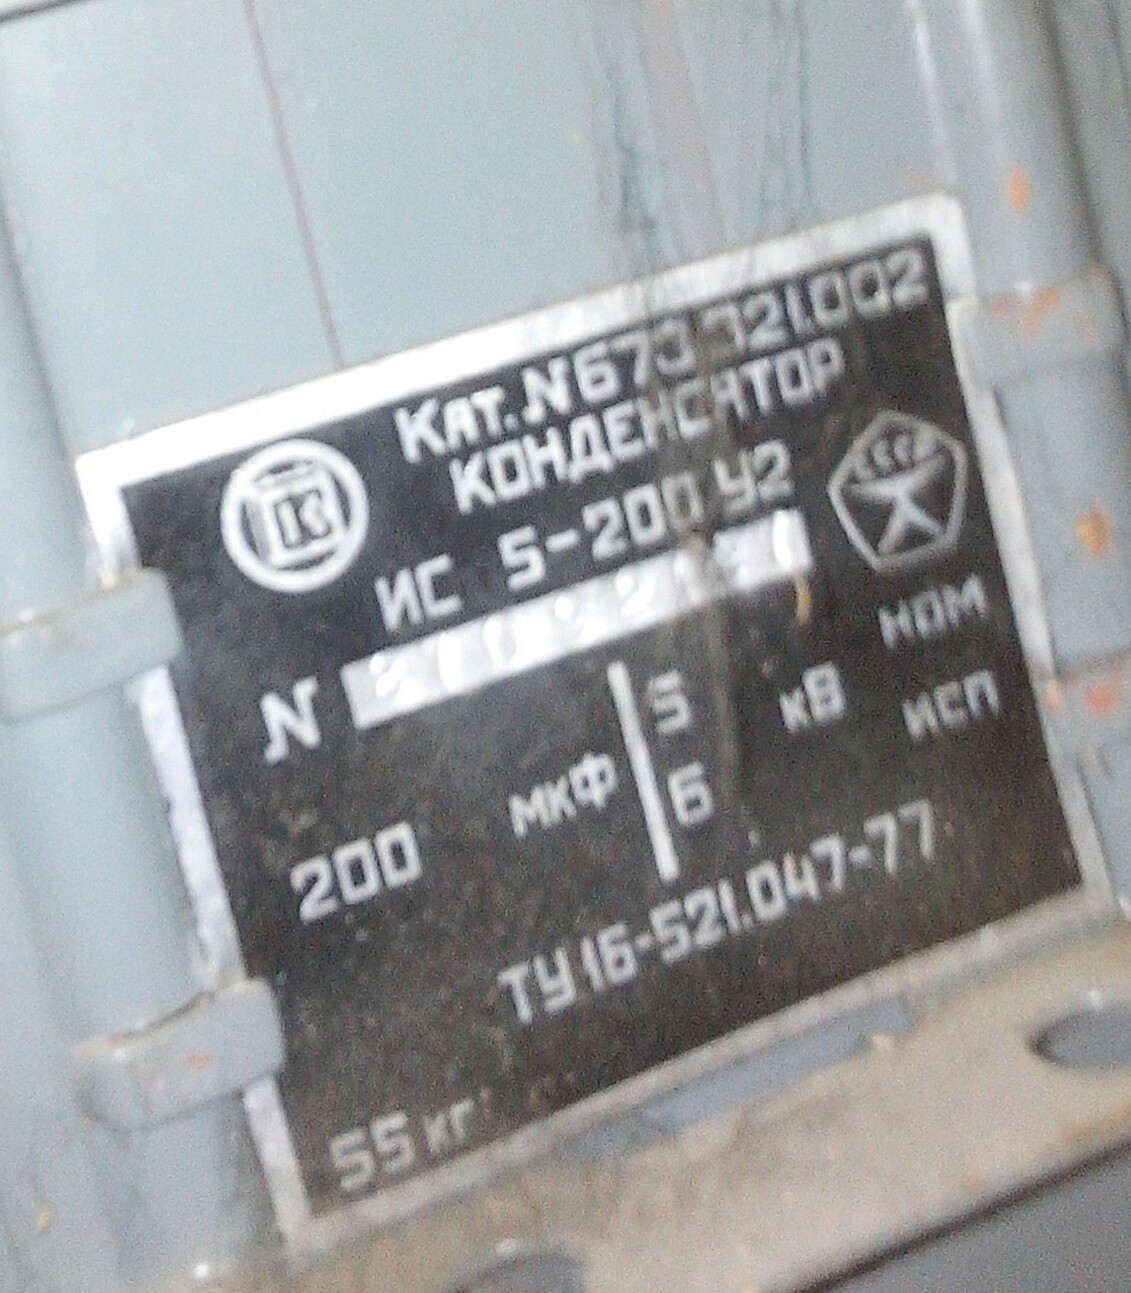 Кат.N673 321.002
КОНДЕНСАТОР
ИС 5-200 У2
СССР
N
200 мкФ
5 кВ НОМ
6 ИСП
ТУ16-521.047-77
55 кг